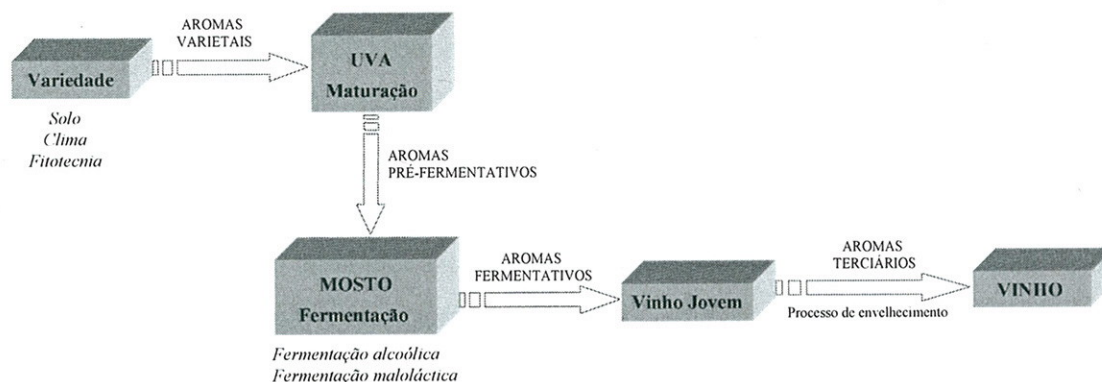 AROMAS
VARIETAIS
Variedade
UVA
Maturação
Solo
Clima
Fitotecnia
AROMAS
PRÉ-FERMENTATIVOS
MOSTO
Fermentação
AROMAS
FERMENTATIVOS
Vinho Jovem
AROMAS
TERCIÁRIOS
VINHO
Processo de envelhecimento
Fermentação alcoólica
Fermentação maloláctica